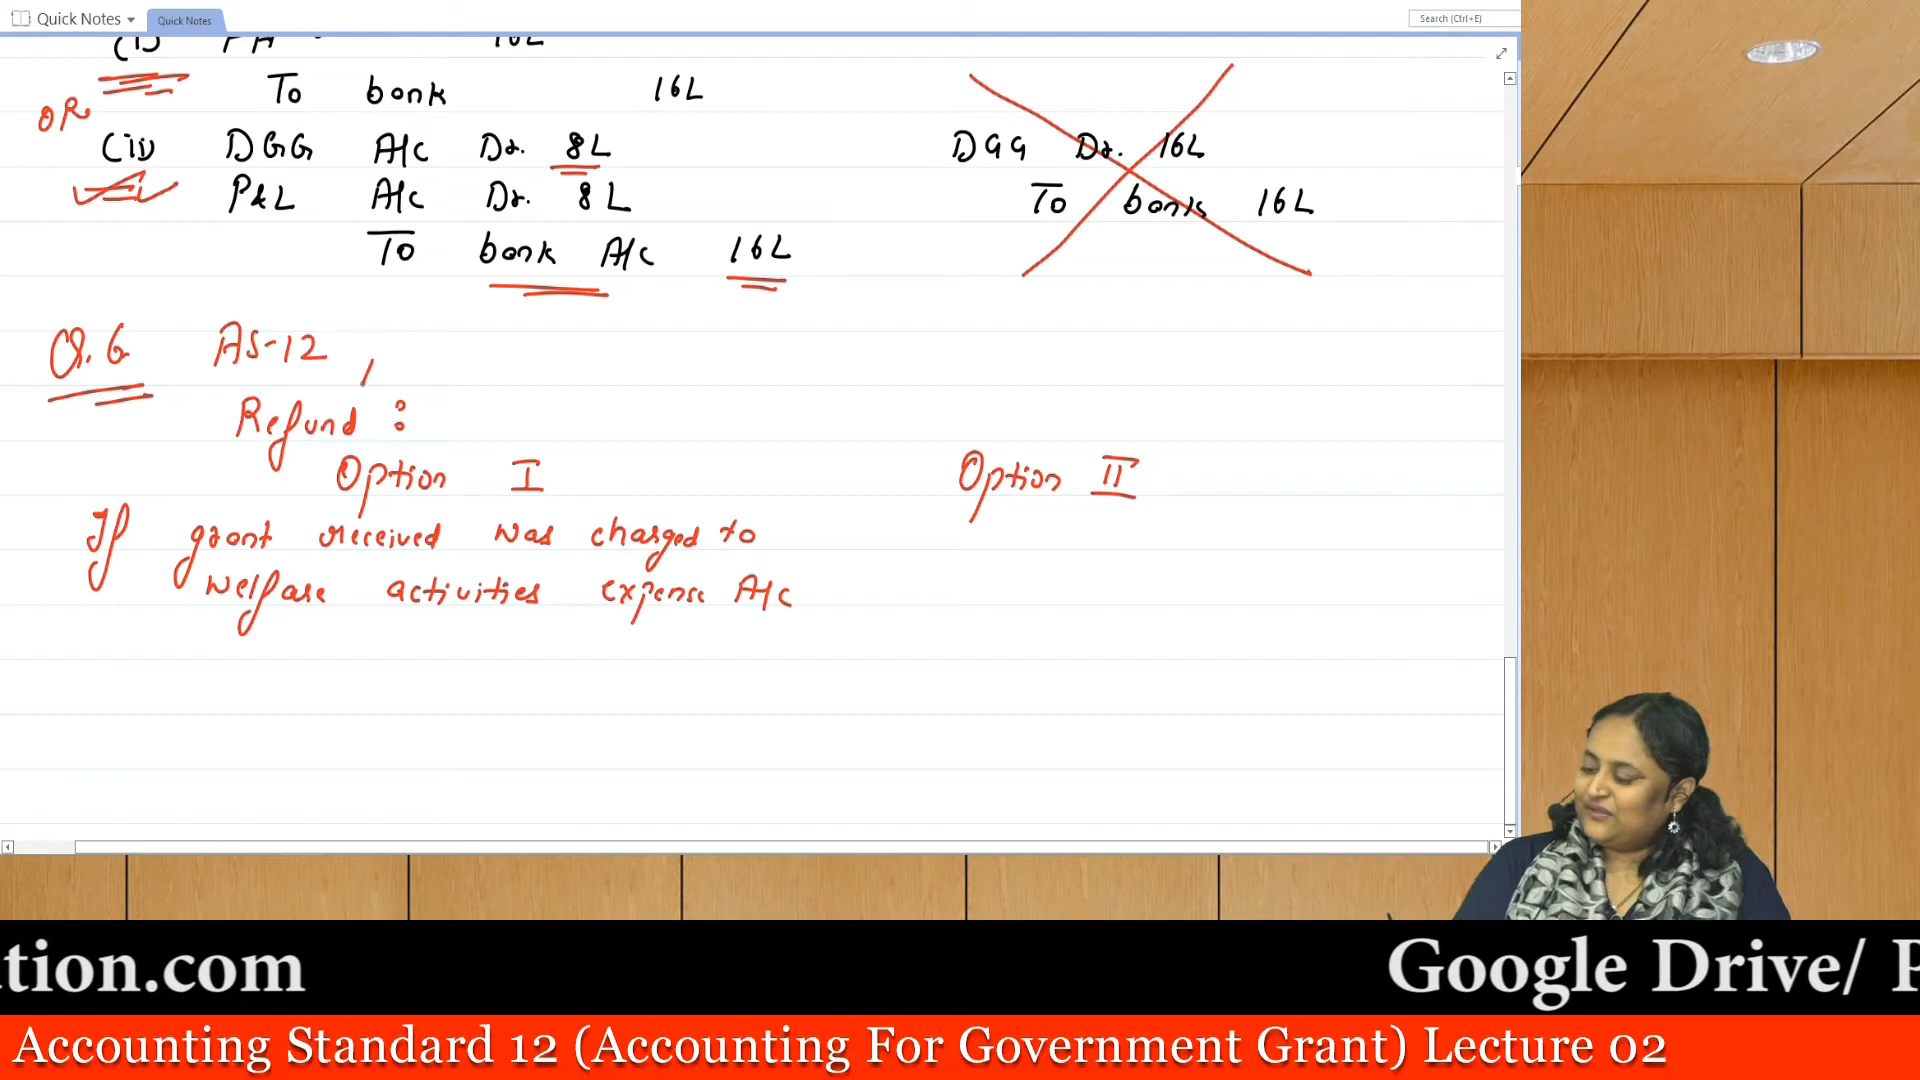 Quick Notes
Quick Notes
Search (Ctrl+E)
To bank 16L
OR
(ii) DGG A/c Dr. 8L
P&L A/c Dr. 8L
To bank A/c 16L
DGG Dr. 16L
To bank 16L
Q.6 AS-12
Refund :
Option I
If grant received was charged to
welfare activities expense A/c
Option II
tion.com
Google Drive/ P
Accounting Standard 12 (Accounting For Government Grant) Lecture 02